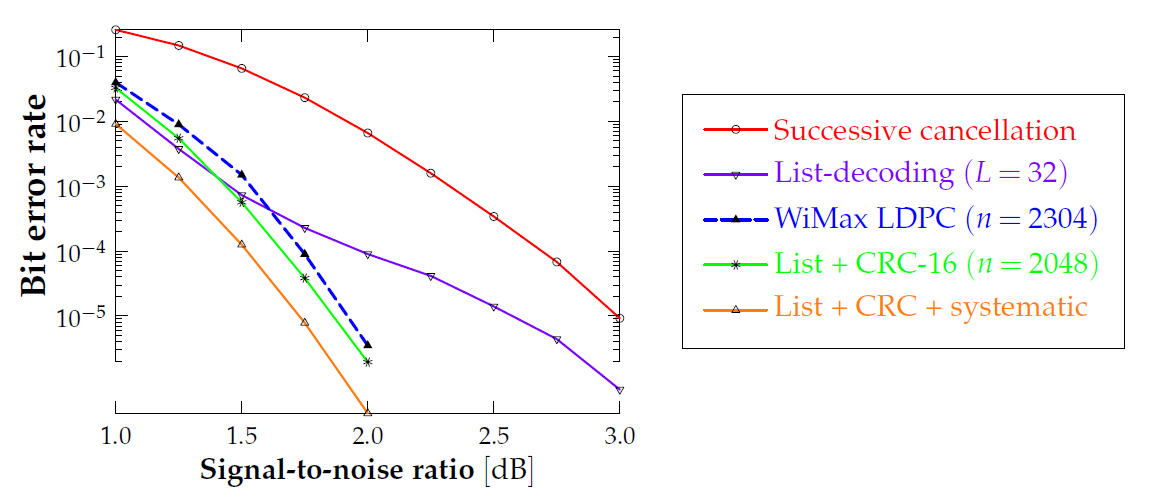 10⁻¹
10⁻²
10⁻³
10⁻⁴
10⁻⁵
Bit error rate
1.0 1.5 2.0 2.5 3.0
Signal-to-noise ratio [dB]
Successive cancellation
List-decoding (L = 32)
WiMax LDPC (n = 2304)
List + CRC-16 (n = 2048)
List + CRC + systematic